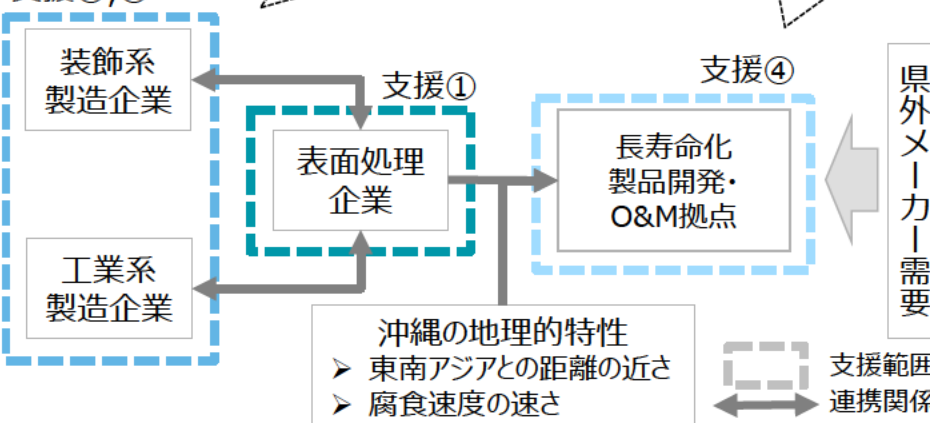 装飾系
製造企業
支援①
支援④
表面処理
企業
長寿命化
製品開発・
O&M拠点
県外メーカー需要
工業系
製造企業
沖縄の地理的特性
➢ 東南アジアとの距離の近さ
➢ 腐食速度の速さ
支援範囲
連携関係